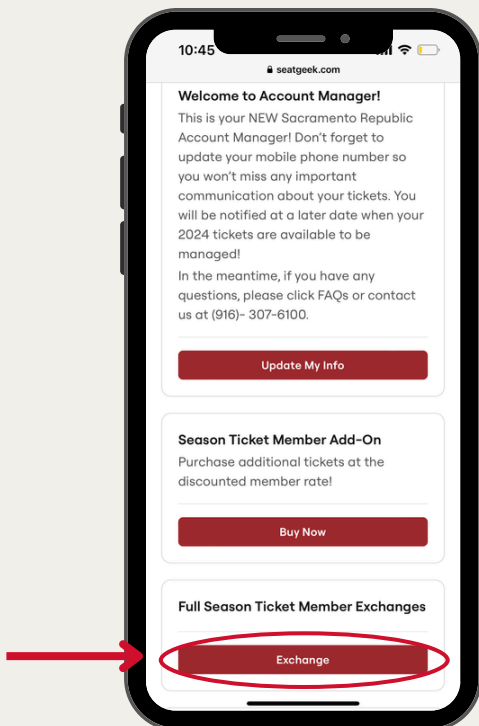 10:45
seatgeek.com
Welcome to Account Manager!
This is your NEW Sacramento Republic
Account Manager! Don't forget to
update your mobile phone number so
you won't miss any important
communication about your tickets. You
will be notified at a later date when your
2024 tickets are available to be
managed!
In the meantime, if you have any
questions, please click FAQs or contact
us at (916)- 307-6100.
Update My Info
Season Ticket Member Add-On
Purchase additional tickets at the
discounted member rate!
Buy Now
Full Season Ticket Member Exchanges
Exchange